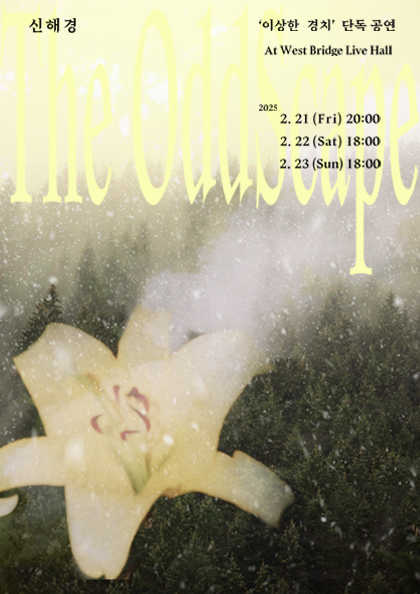 신해경
'이상한 경치' 단독 공연
At West Bridge Live Hall
The OddScape
2025
2. 21 (Fri) 20:00
2. 22 (Sat) 18:00
2. 23 (Sun) 18:00